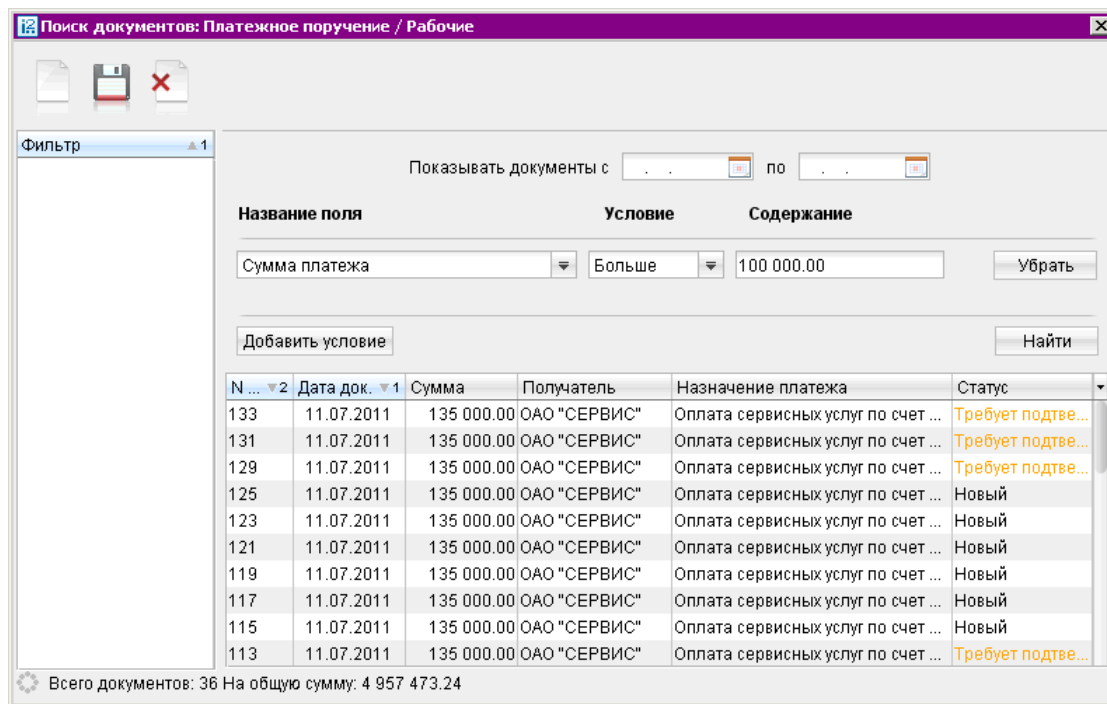 Поиск документов: Платежное поручение / Рабочие
Фильтр 1
Показывать документы с . . по . .
Название поля Условие Содержание
Сумма платежа Больше 100 000.00 Убрать
Добавить условие Найти
N ... 2 Дата док. 1 Сумма Получатель Назначение платежа Статус
133 11.07.2011 135 000.00 ОАО "СЕРВИС" Оплата сервисных услуг по счет ... Требует подтве...
131 11.07.2011 135 000.00 ОАО "СЕРВИС" Оплата сервисных услуг по счет ... Требует подтве...
129 11.07.2011 135 000.00 ОАО "СЕРВИС" Оплата сервисных услуг по счет ... Требует подтве...
125 11.07.2011 135 000.00 ОАО "СЕРВИС" Оплата сервисных услуг по счет ... Новый
123 11.07.2011 135 000.00 ОАО "СЕРВИС" Оплата сервисных услуг по счет ... Новый
121 11.07.2011 135 000.00 ОАО "СЕРВИС" Оплата сервисных услуг по счет ... Новый
119 11.07.2011 135 000.00 ОАО "СЕРВИС" Оплата сервисных услуг по счет ... Новый
117 11.07.2011 135 000.00 ОАО "СЕРВИС" Оплата сервисных услуг по счет ... Новый
115 11.07.2011 135 000.00 ОАО "СЕРВИС" Оплата сервисных услуг по счет ... Новый
113 11.07.2011 135 000.00 ОАО "СЕРВИС" Оплата сервисных услуг по счет ... Требует подтве...
Всего документов: 36 На общую сумму: 4 957 473.24